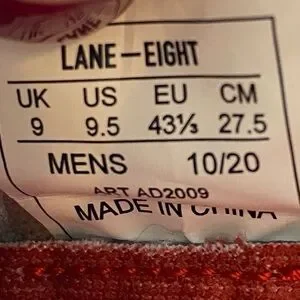 LANE-EIGHT
UK US EU CM
9 9.5 43⅓ 27.5
MENS 10/20
ART AD2009
MADE IN CHINA